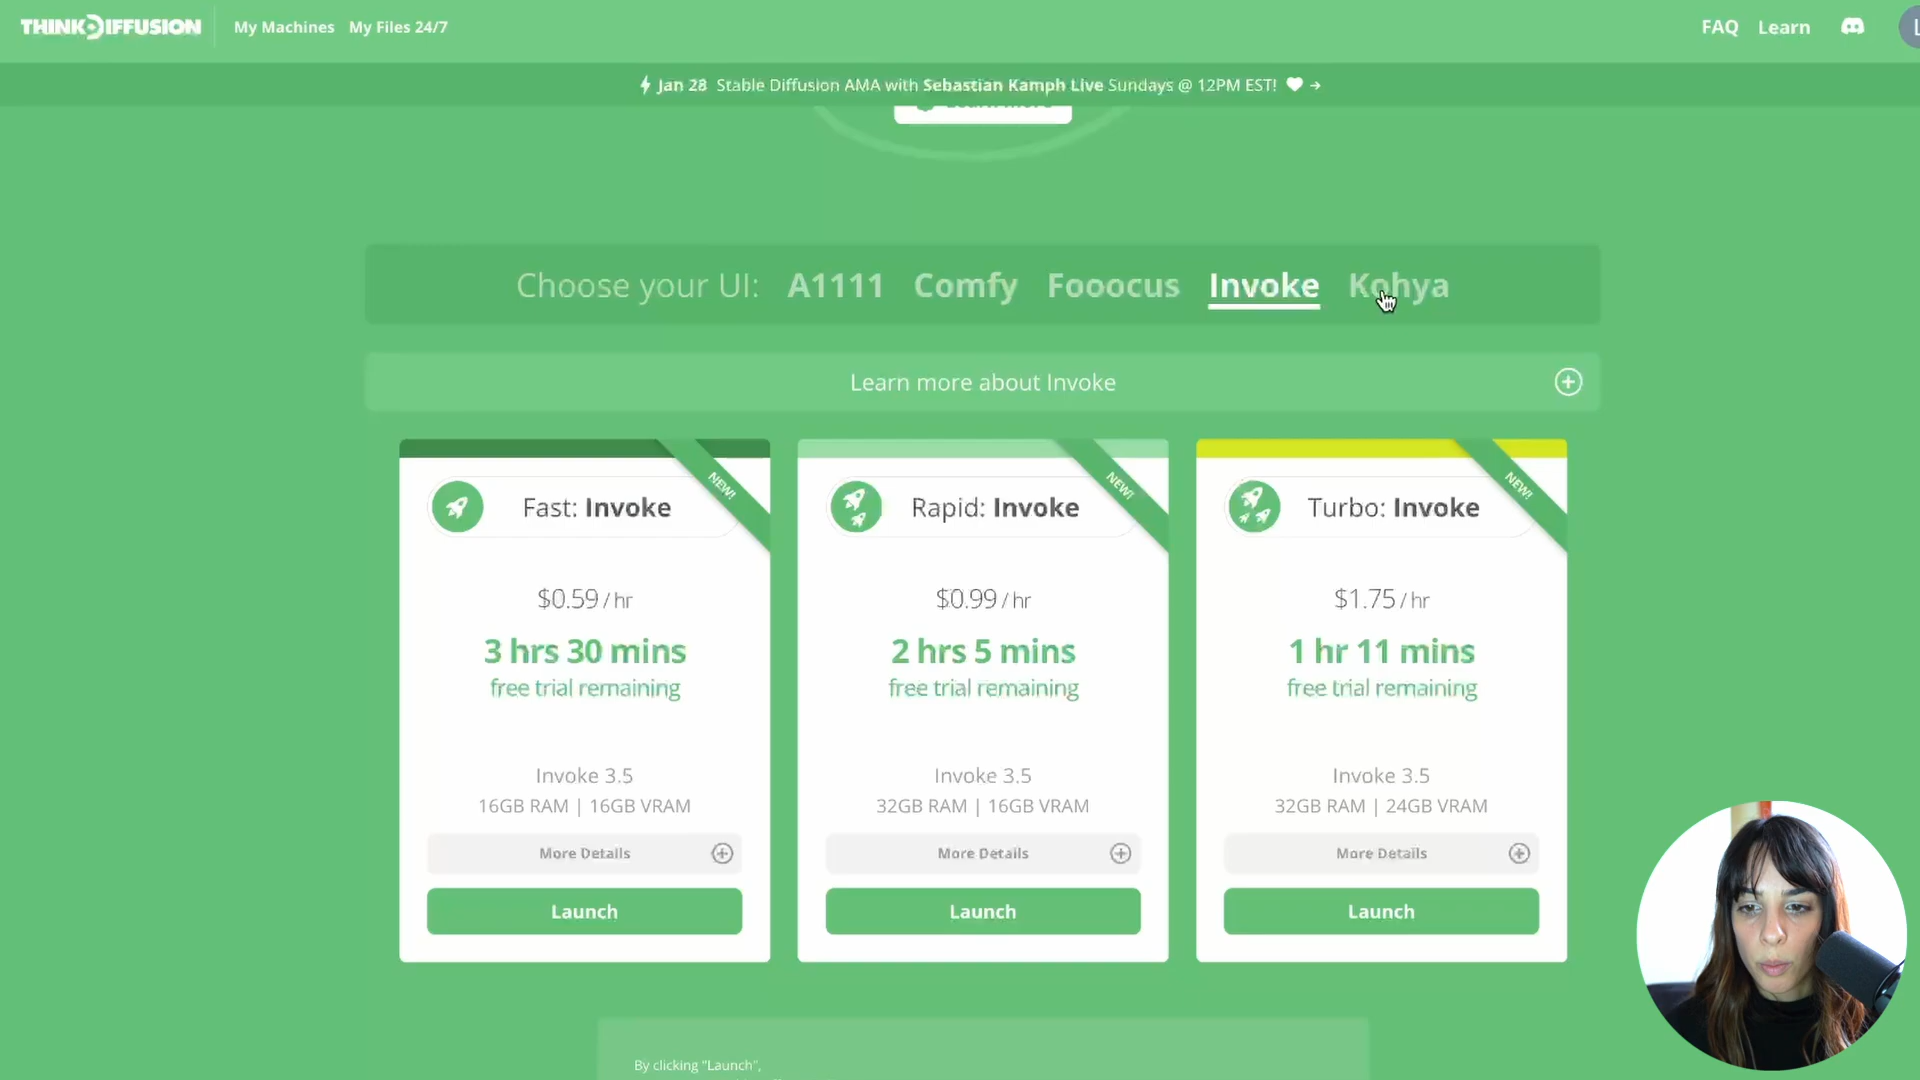 THINKDIFFUSION
My Machines My Files 24/7
FAQ Learn
L
Jan 28 Stable Diffusion AMA with Sebastian Kamph Live Sundays @ 12PM EST! →
Learn more
Choose your UI: A1111 Comfy Fooocus Invoke Kohya
Learn more about Invoke
NEW!
Fast: Invoke
$0.59 / hr
3 hrs 30 mins
free trial remaining
Invoke 3.5
16GB RAM | 16GB VRAM
More Details
Launch
NEW!
Rapid: Invoke
$0.99 / hr
2 hrs 5 mins
free trial remaining
Invoke 3.5
32GB RAM | 16GB VRAM
More Details
Launch
NEW!
Turbo: Invoke
$1.75 / hr
1 hr 11 mins
free trial remaining
Invoke 3.5
32GB RAM | 24GB VRAM
More Details
Launch
By clicking "Launch",